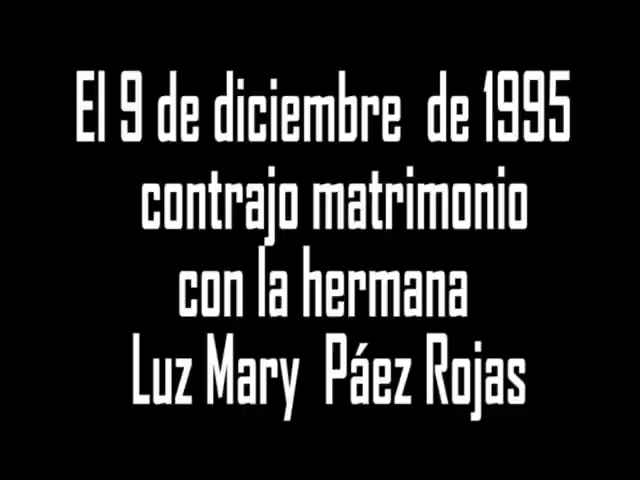 El 9 de diciembre de 1995
contrajo matrimonio
con la hermana
Luz Mary Páez Rojas